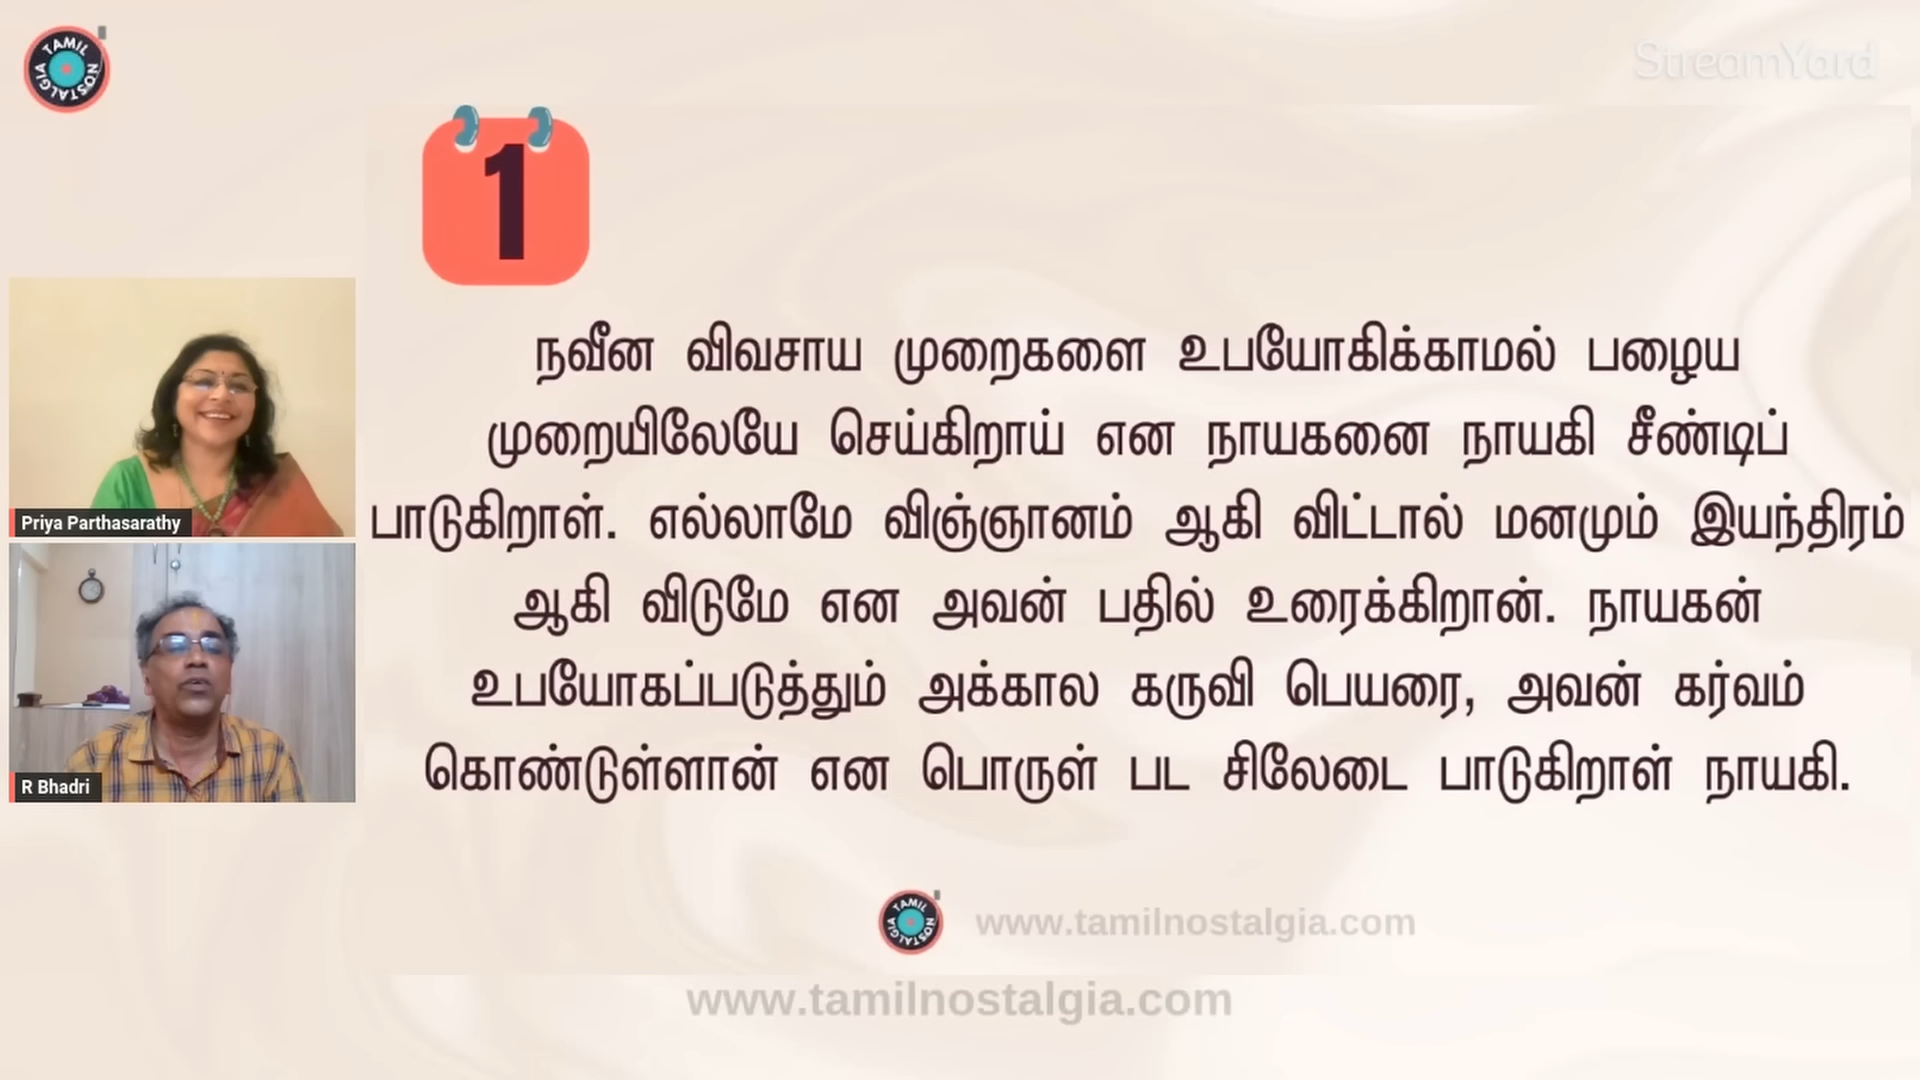 TAMIL NOSTALGIA
StreamYard
1
நவீன விவசாய முறைகளை உபயோகிக்காமல் பழைய
முறையிலேயே செய்கிறாய் என நாயகனை நாயகி சீண்டிப்
பாடுகிறாள். எல்லாமே விஞ்ஞானம் ஆகி விட்டால் மனமும் இயந்திரம்
ஆகி விடுமே என அவன் பதில் உரைக்கிறான். நாயகன்
உபயோகப்படுத்தும் அக்கால கருவி பெயரை, அவன் கர்வம்
கொண்டுள்ளான் என பொருள் பட சிலேடை பாடுகிறாள் நாயகி.
Priya Parthasarathy
R Bhadri
TAMIL NOSTALGIA
www.tamilnostalgia.com
www.tamilnostalgia.com